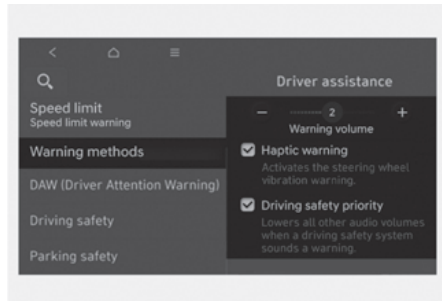 Driver assistance
Speed limit
Speed limit warning
Warning methods
DAW (Driver Attention Warning)
Driving safety
Parking safety
− 2 +
Warning volume
Haptic warning
Activates the steering wheel
vibration warning.
Driving safety priority
Lowers all other audio volumes
when a driving safety system
sounds a warning.